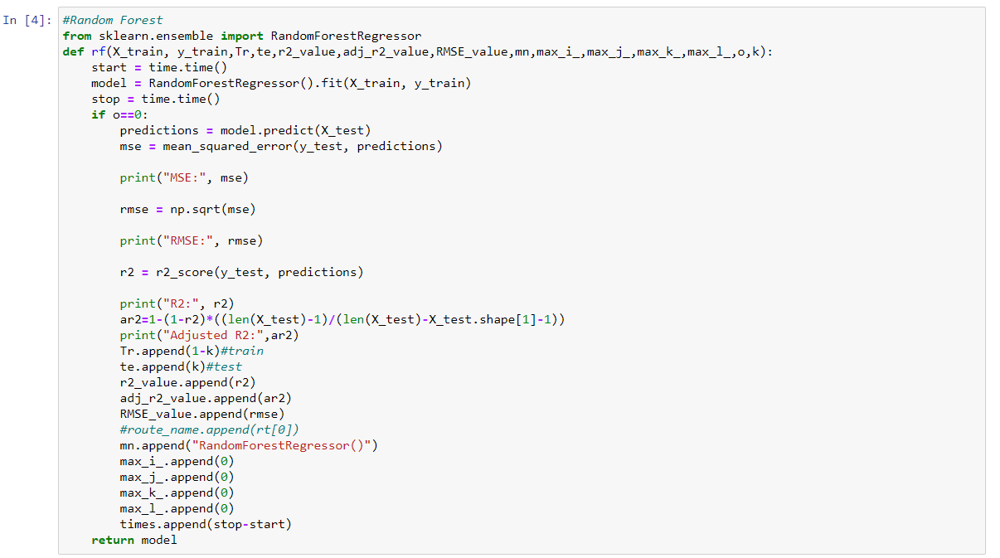 In [4]: #Random Forest
from sklearn.ensemble import RandomForestRegressor
def rf(X_train, y_train,Tr,te,r2_value,adj_r2_value,RMSE_value,mn,max_i_,max_j_,max_k_,max_l_,o,k):
    start = time.time()
    model = RandomForestRegressor().fit(X_train, y_train)
    stop = time.time()
    if o==0:
        predictions = model.predict(X_test)
        mse = mean_squared_error(y_test, predictions)

        print("MSE:", mse)

        rmse = np.sqrt(mse)

        print("RMSE:", rmse)

        r2 = r2_score(y_test, predictions)

        print("R2:", r2)
        ar2=1-(1-r2)*((len(X_test)-1)/(len(X_test)-X_test.shape[1]-1))
        print("Adjusted R2:",ar2)
        Tr.append(1-k)#train
        te.append(k)#test
        r2_value.append(r2)
        adj_r2_value.append(ar2)
        RMSE_value.append(rmse)
        #route_name.append(rt[0])
        mn.append("RandomForestRegressor()")
        max_i_.append(0)
        max_j_.append(0)
        max_k_.append(0)
        max_l_.append(0)
        times.append(stop-start)
    return model